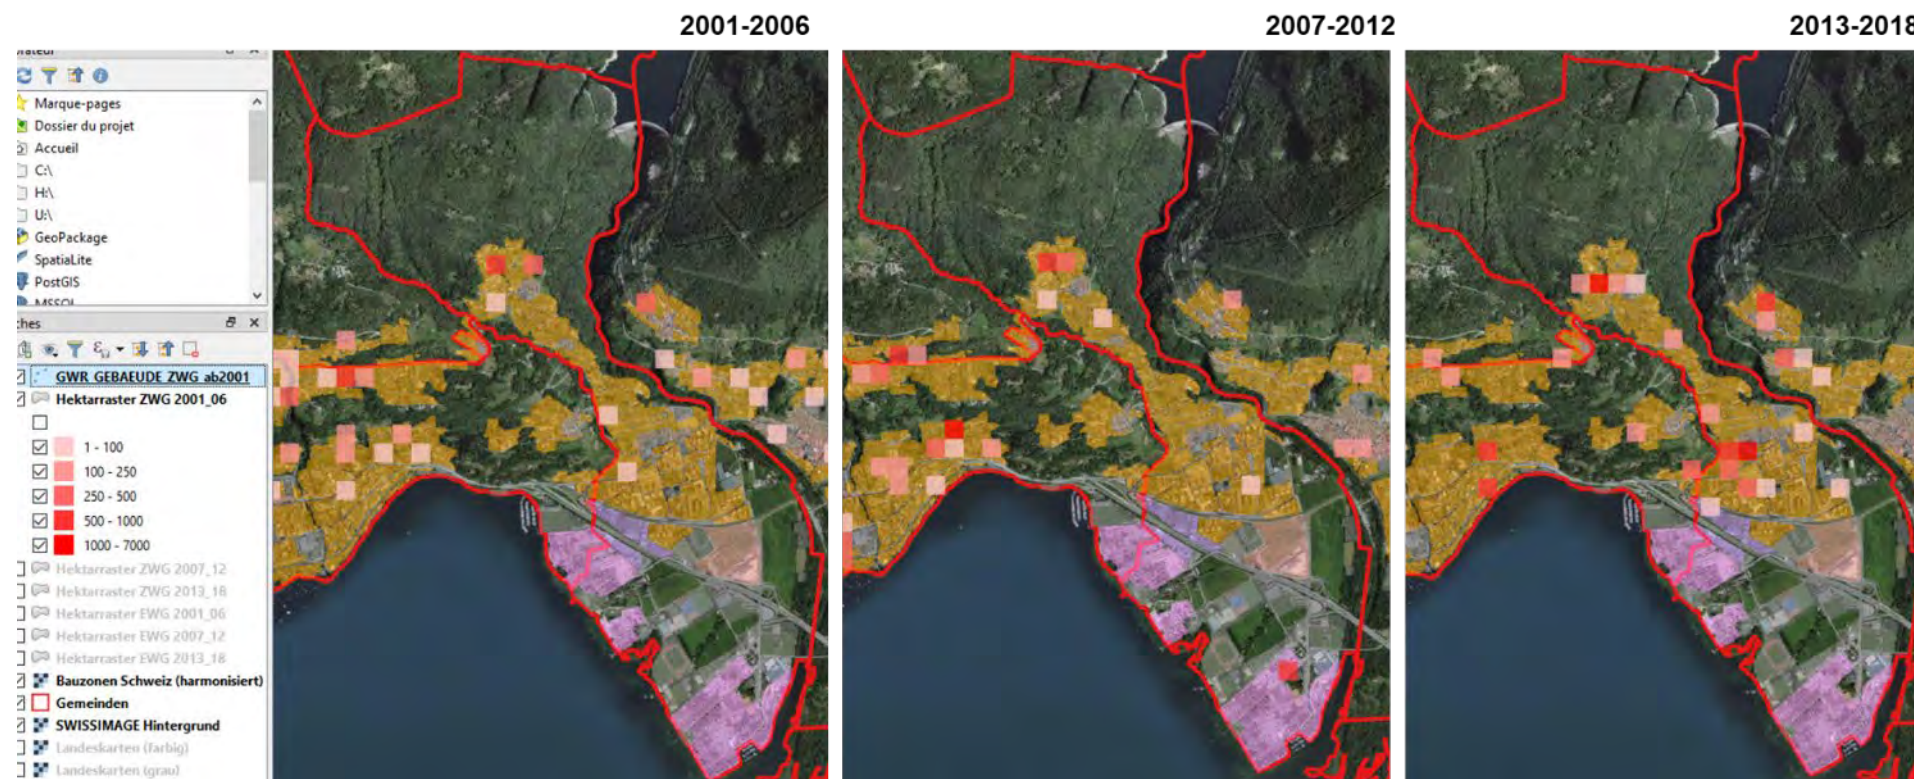 2001-2006
2007-2012
2013-2018
Marque-pages
Dossier du projet
Accueil
C:\
H:\
U:\
GeoPackage
SpatiaLite
PostGIS
MSSQL
ches
GWR_GEBAEUDE_ZWG_ab2001
Hektarraster ZWG 2001_06
1 - 100
100 - 250
250 - 500
500 - 1000
1000 - 7000
Hektarraster ZWG 2007_12
Hektarraster ZWG 2013_18
Hektarraster EWG 2001_06
Hektarraster EWG 2007_12
Hektarraster EWG 2013_18
Bauzonen Schweiz (harmonisiert)
Gemeinden
SWISSIMAGE Hintergrund
Landeskarten (farbig)
Landeskarten (grau)